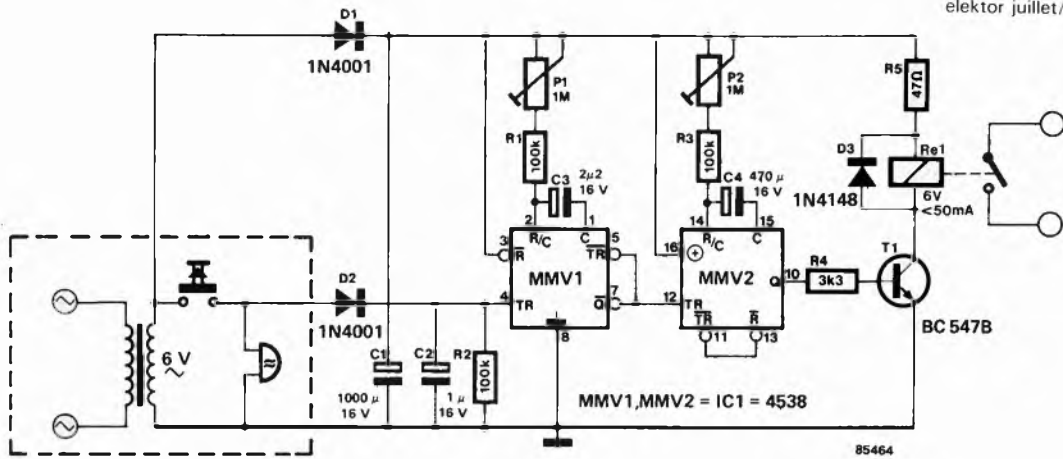 elektor juillet/
D1
1N4001
P1
1M
P2
1M
R5
47Ω
R1
100k
R3
100k
D3
1N4148
Re1
6V
<50mA
C3
2µ2
16 V
C4
470 µ
16 V
2
1
R/C
C
3
R
5
TR
MMV1
4
TR
7
Q
8
14
15
R/C
C
16
MMV2
12
TR
TR
R
11
13
Q
10
R4
3k3
T1
BC 547B
D2
1N4001
6 V
~
C1
1000 µ
16 V
C2
1 µ
16 V
R2
100k
MMV1,MMV2 = IC1 = 4538
85464